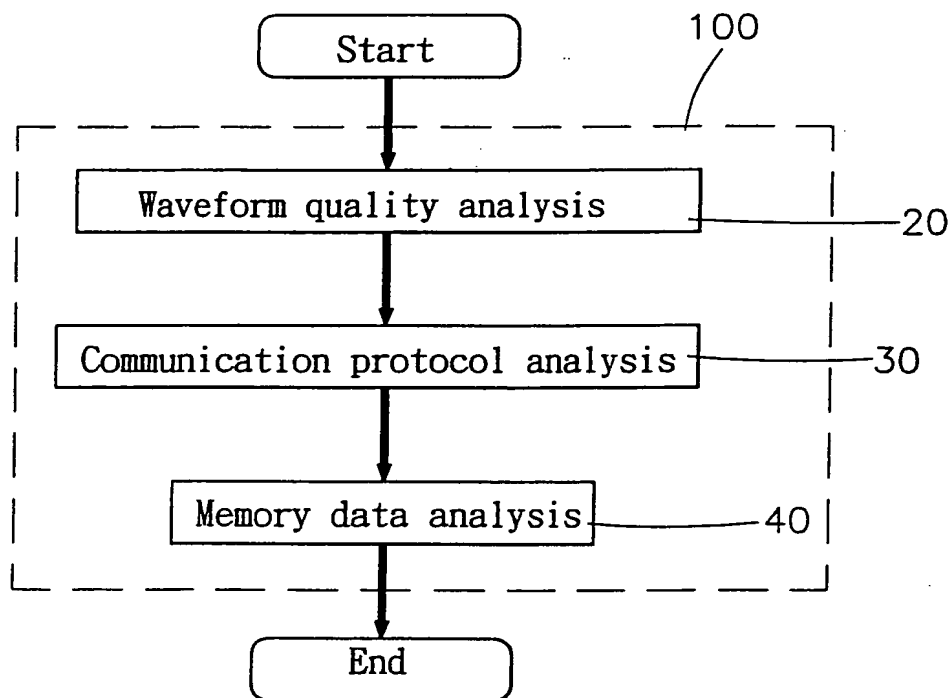 Start
100
Waveform quality analysis
20
Communication protocol analysis
30
Memory data analysis
40
End